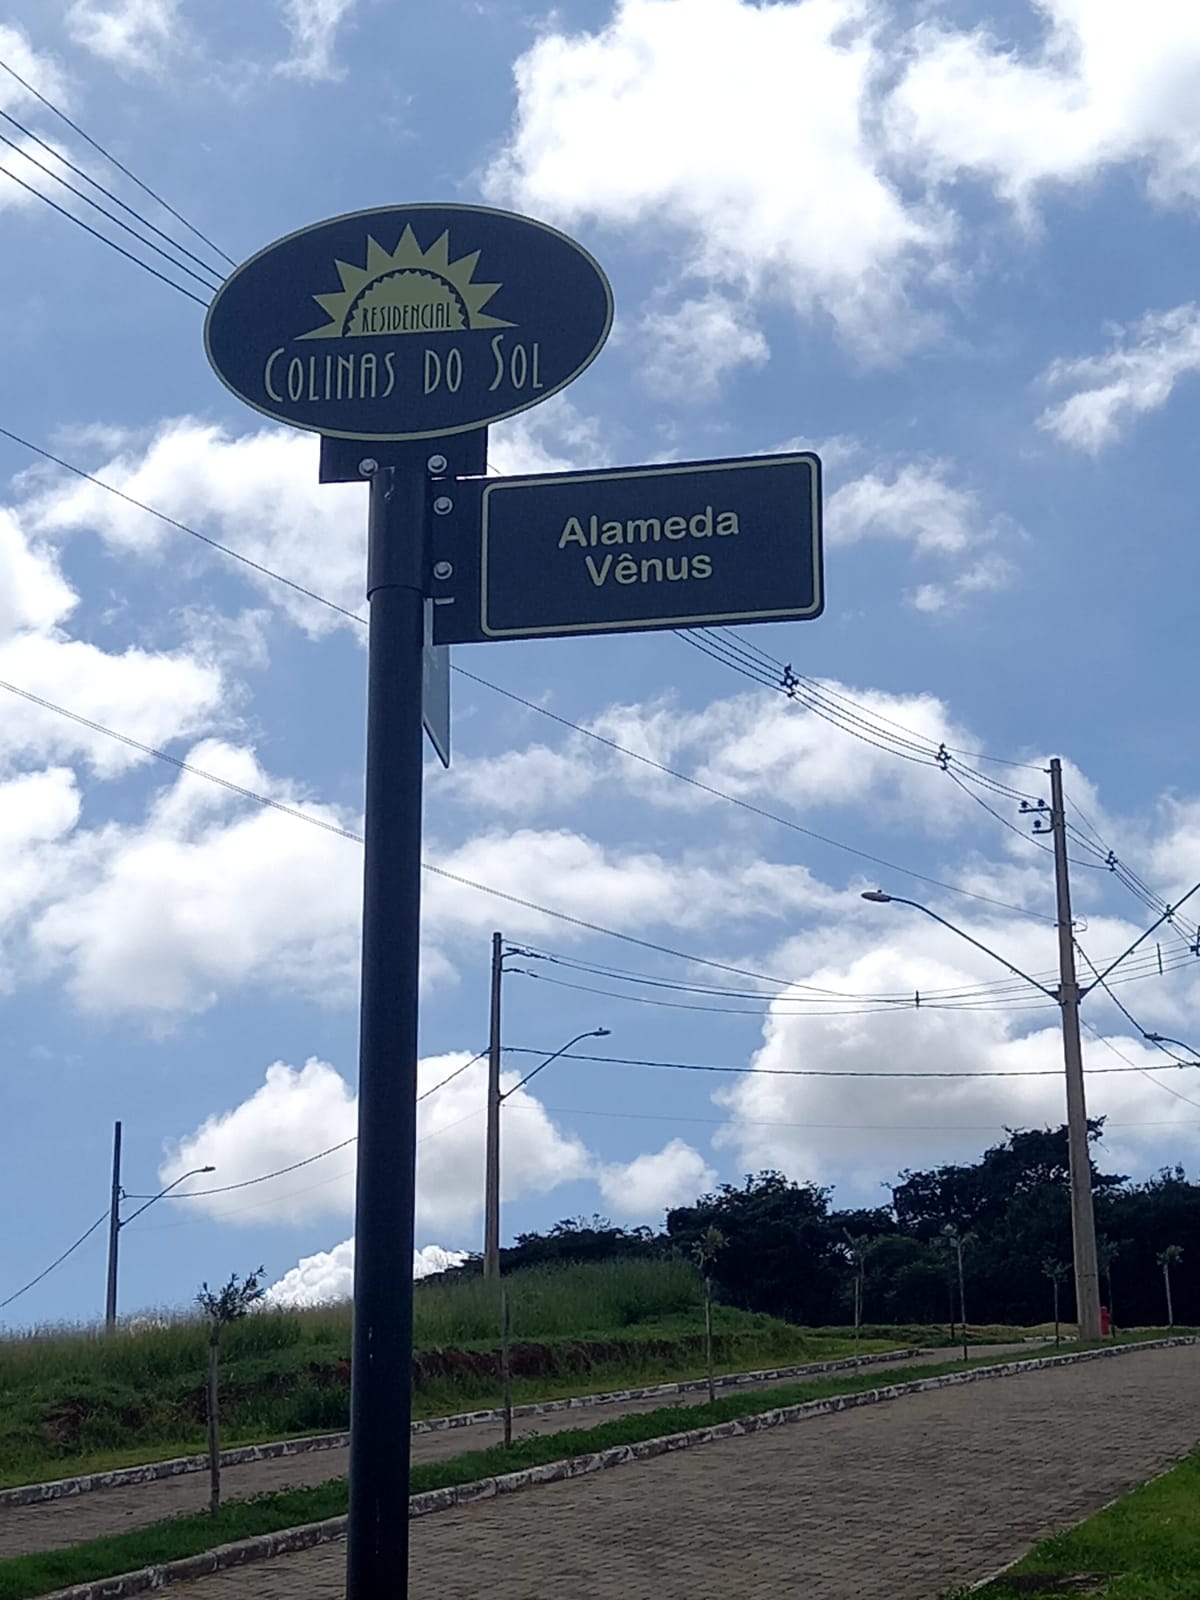 RESIDENCIAL
COLINAS DO SOL
Alameda
Vênus